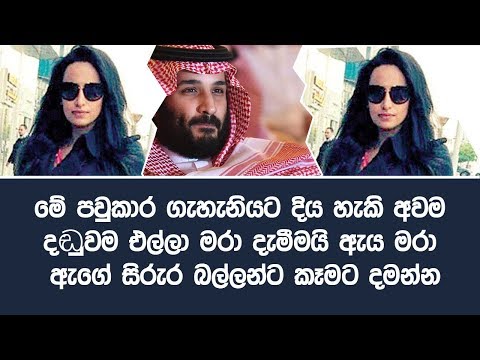 මේ පවුකාර ගැහැනියට දිය හැකි අවම
දඬුවම එල්ලා මරා දැමීමයි ඇය මරා
ඇගේ සිරුර බල්ලන්ට කෑමට දමන්න